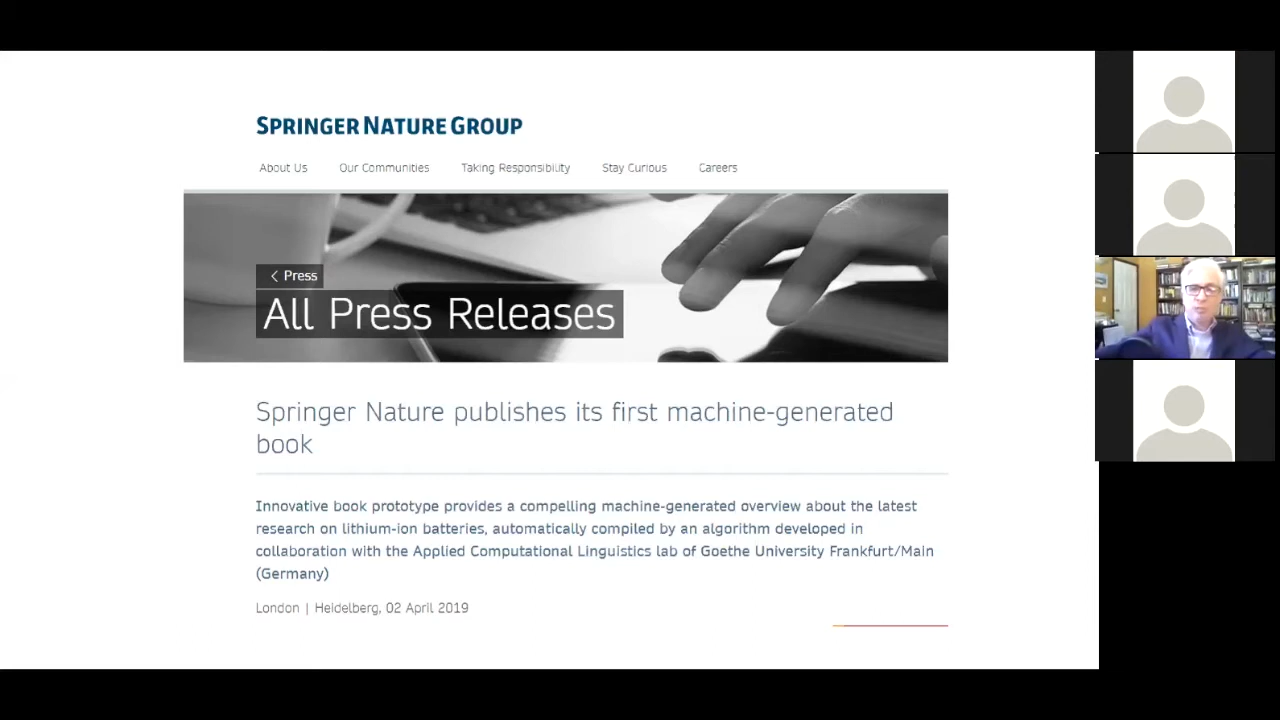 SPRINGER NATURE GROUP
About Us Our Communities Taking Responsibility Stay Curious Careers
< Press
All Press Releases
Springer Nature publishes its first machine-generated
book
Innovative book prototype provides a compelling machine-generated overview about the latest
research on lithium-ion batteries, automatically compiled by an algorithm developed in
collaboration with the Applied Computational Linguistics lab of Goethe University Frankfurt/Main
(Germany)
London | Heidelberg, 02 April 2019